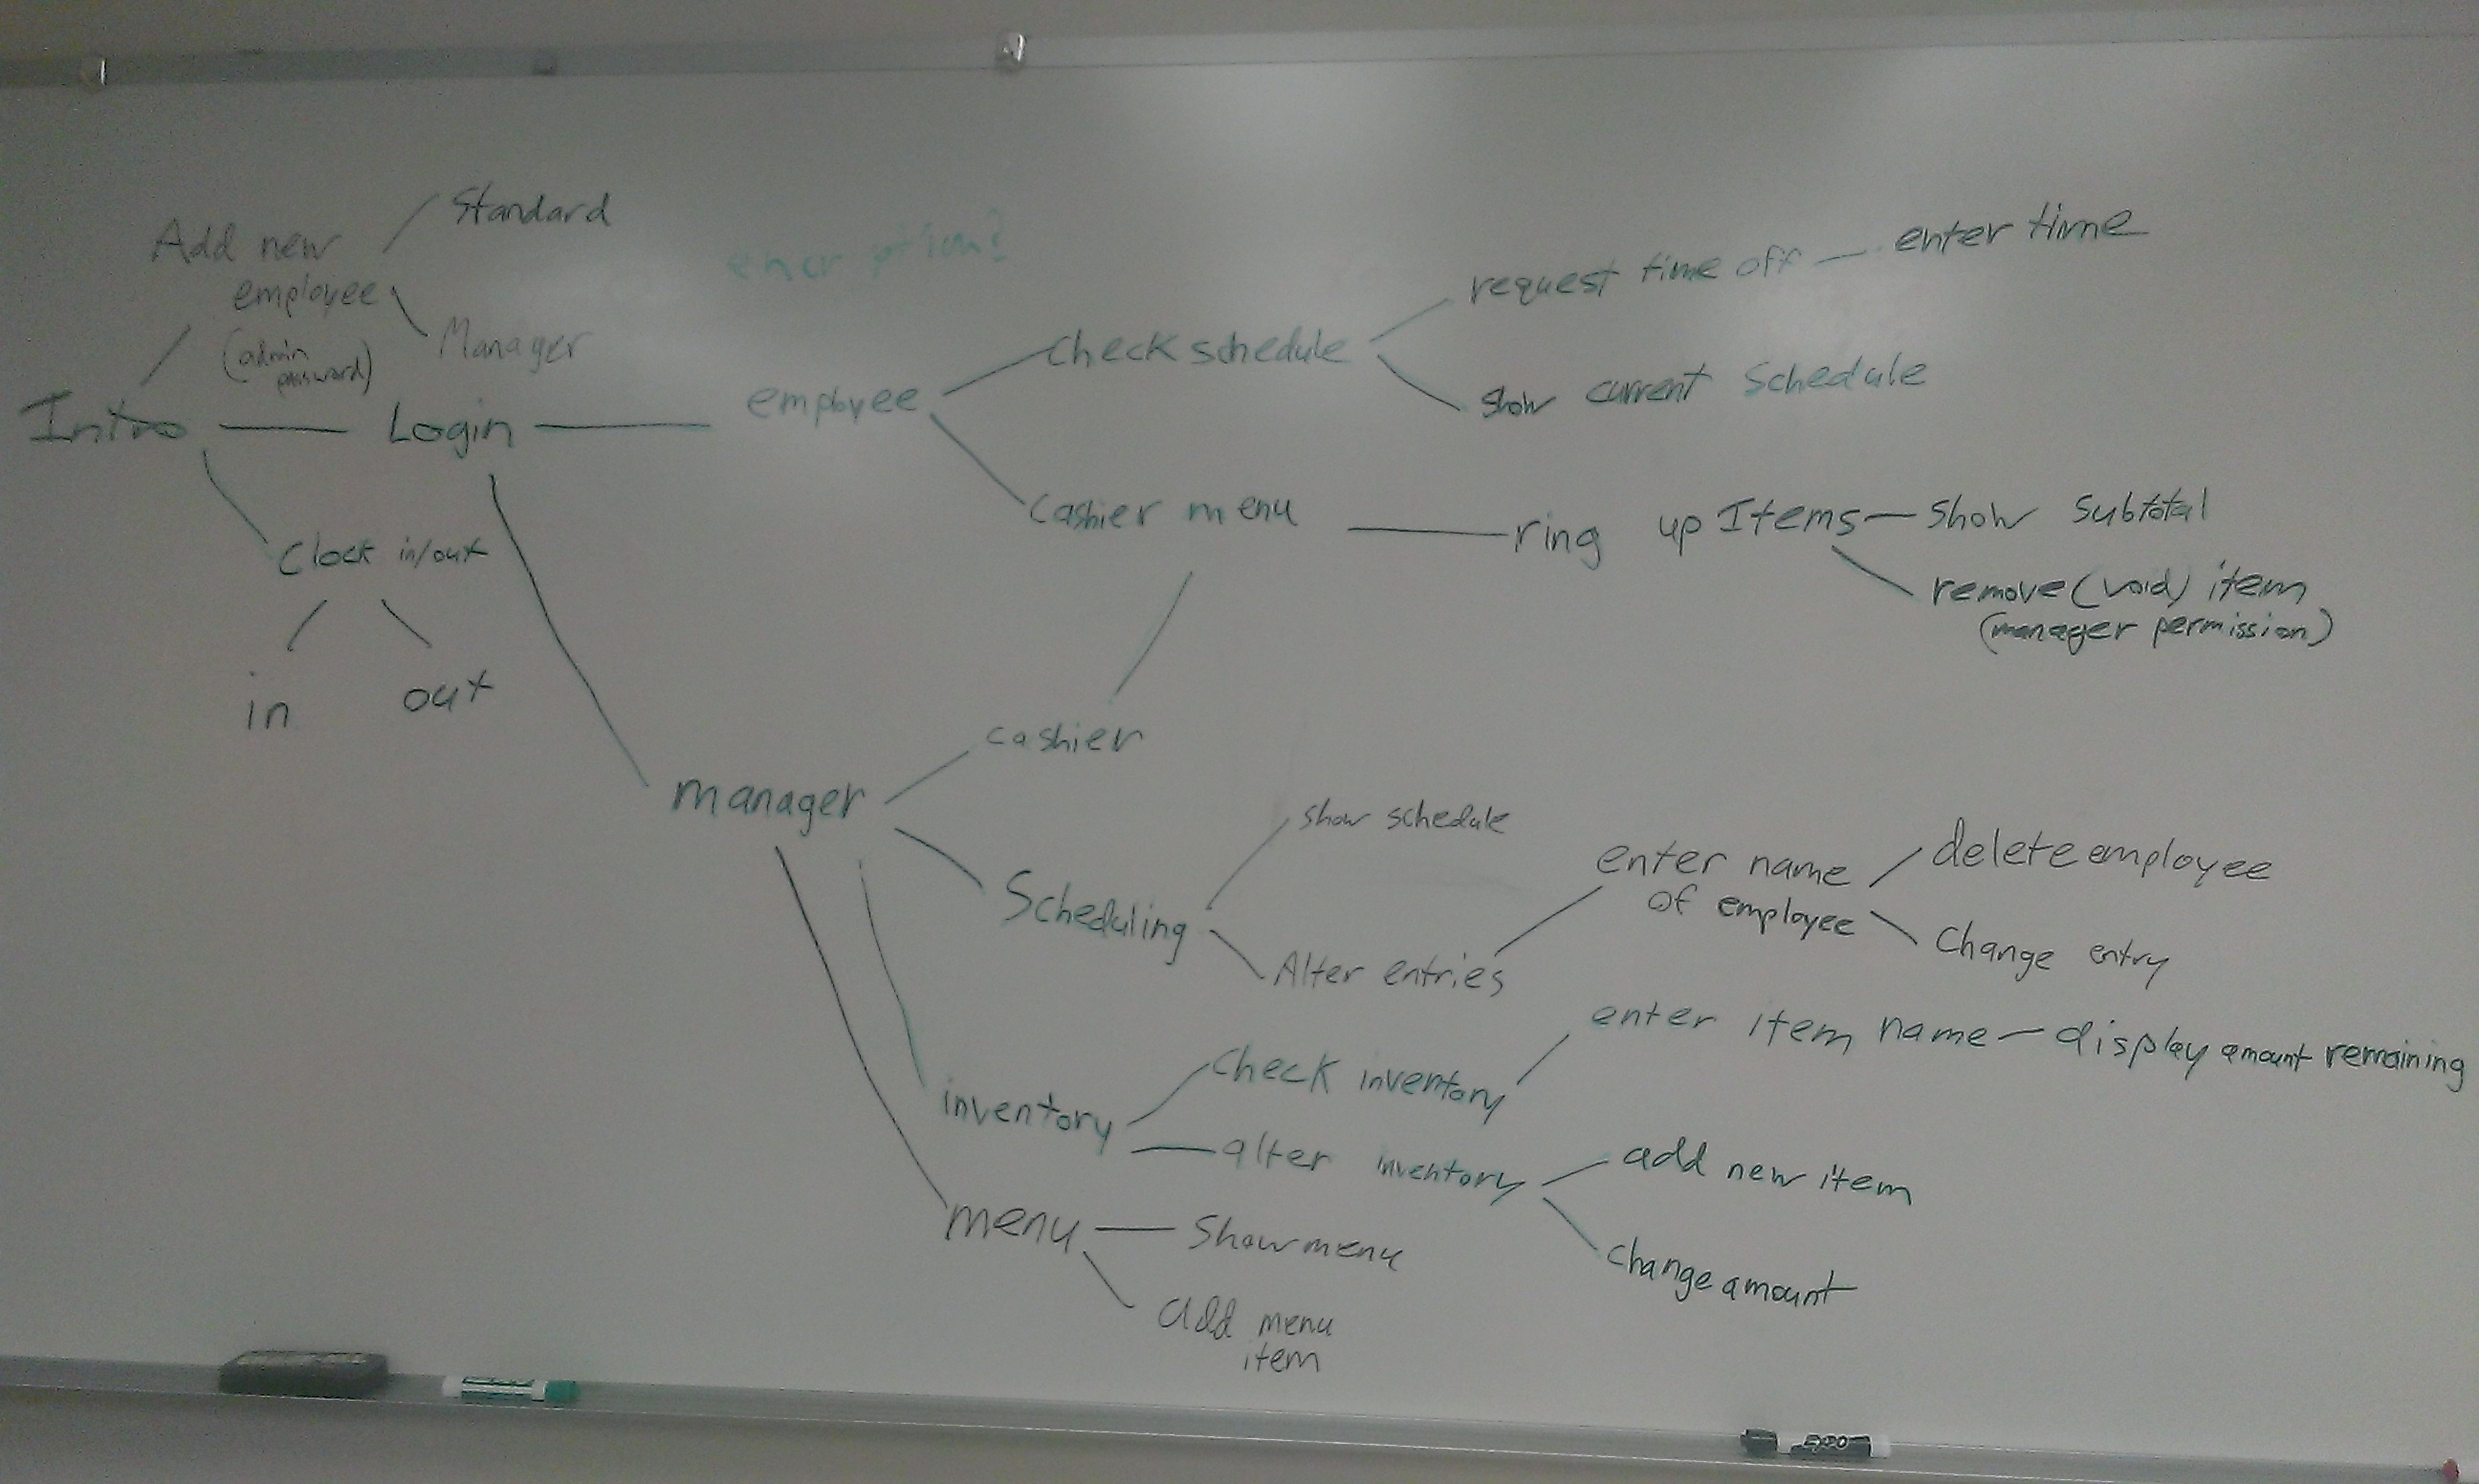 Standard
Add new
employee
(admin
password)
Manager
encryption?
Intro
Login
Clock in/out
in
out
employee
Check schedule
request time off
enter time
show current schedule
Cashier menu
ring up Items
show subtotal
remove (void) item
(manager permission)
manager
cashier
Scheduling
show schedule
Alter entries
enter name
of employee
delete employee
Change entry
inventory
Check inventory
enter item name
display amount remaining
alter inventory
add new item
change amount
menu
Show menu
add menu
item
EXPO